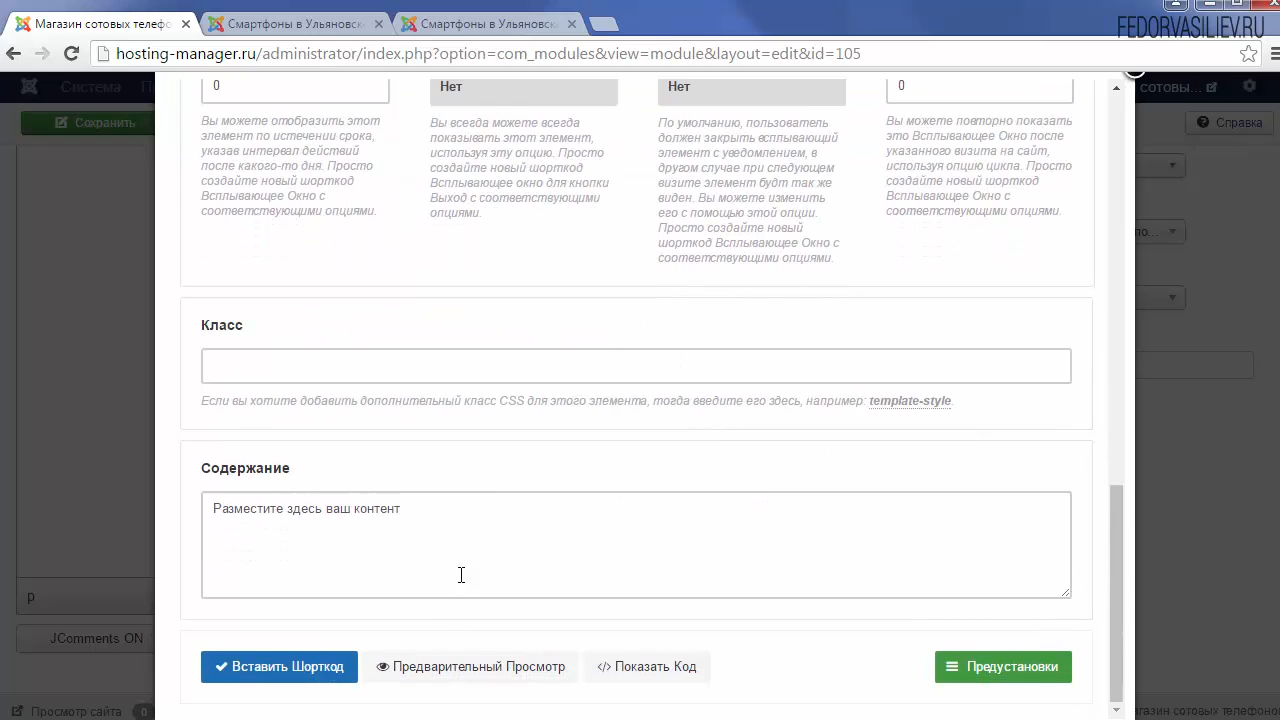 FEDORVASILIEV.RU
Магазин сотовых телефо
Смартфоны в Ульяновск
Смартфоны в Ульяновск
hosting-manager.ru/administrator/index.php?option=com_modules&view=module&layout=edit&id=105
Система
сотовы...
Сохранить
Справка
0
Нет
Нет
0
Вы можете отобразить этот
элемент по истечении срока,
указав интервал действий
после какого-то дня. Просто
создайте новый шорткод
Всплывающее Окно с
соответствующими опциями.
Вы всегда можете всегда
показывать этот элемент,
используя эту опцию. Просто
создайте новый шорткод
Всплывающее окно для кнопки
Выход с соответствующими
опциями.
По умолчанию, пользователь
должен закрыть всплывающий
элемент с уведомлением, в
другом случае при следующем
визите элемент будт так же
виден. Вы можете изменить
его с помощью этой опции.
Просто создайте новый
шорткод Всплывающее Окно с
соответствующими опциями.
Вы можете повторно показать
это Всплывающее Окно после
указанного визита на сайт,
используя опцию цикла. Просто
создайте новый шорткод
Всплывающее Окно с
соответствующими опциями.
по...
Класс
Если вы хотите добавить дополнительный класс CSS для этого элемента, тогда введите его здесь, например: template-style.
Содержание
Разместите здесь ваш контент
p
JComments ON
Вставить Шорткод
Предварительный Просмотр
</> Показать Код
Предустановки
Просмотр сайта
0
агазин сотовых телефоно